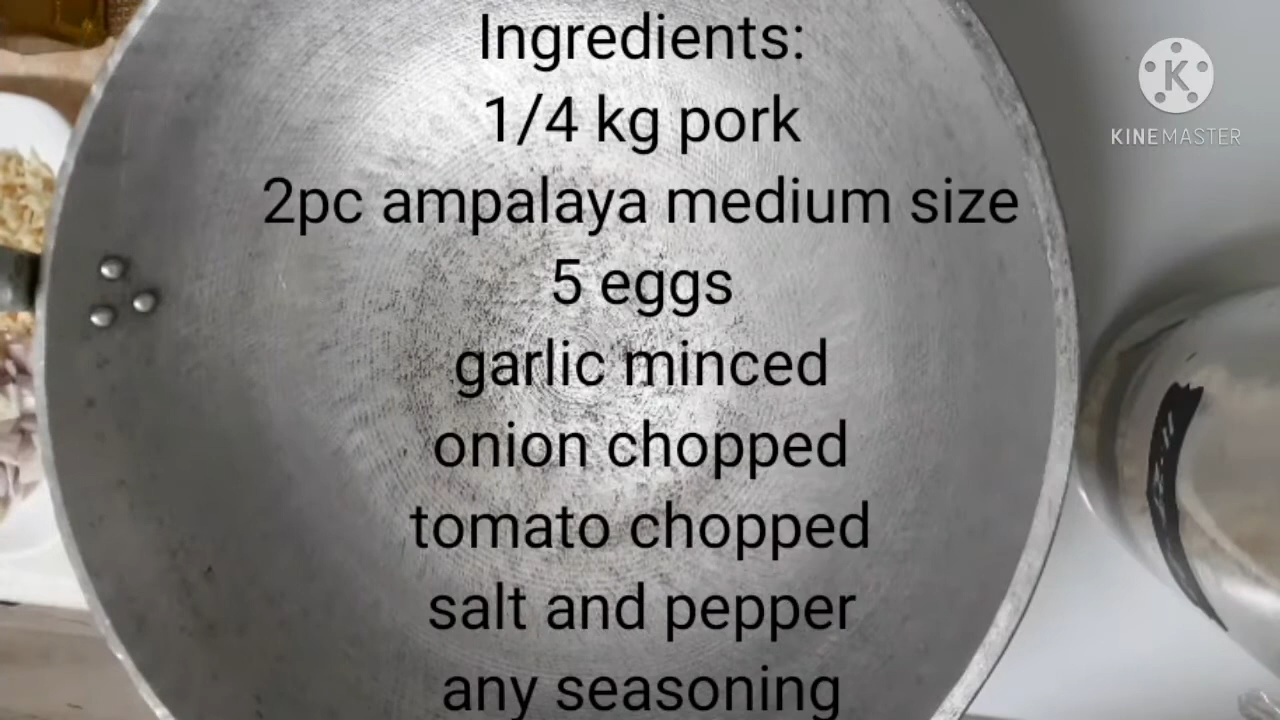 Ingredients:
1/4 kg pork
2pc ampalaya medium size
5 eggs
garlic minced
onion chopped
tomato chopped
salt and pepper
any seasoning
K
KINEMASTER